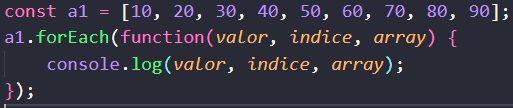 const a1 = [10, 20, 30, 40, 50, 60, 70, 80, 90];
a1.forEach(function(valor, indice, array) {
    console.log(valor, indice, array);
});